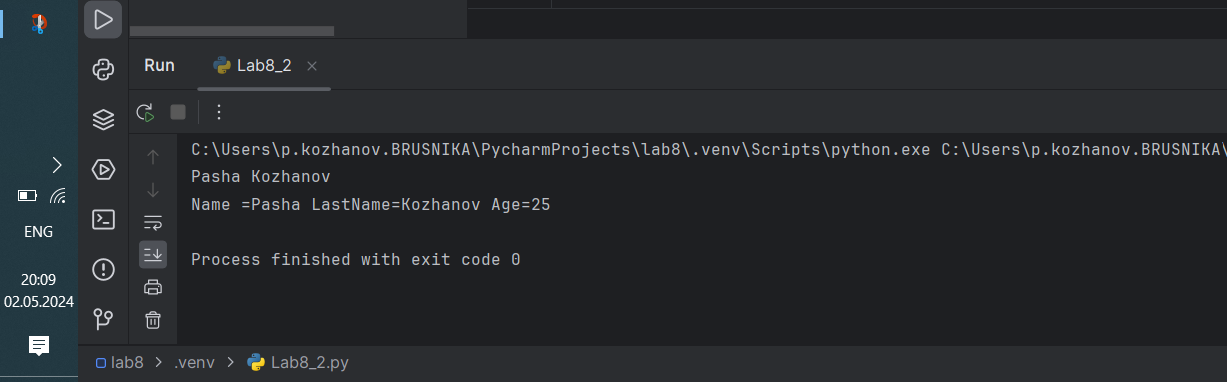 Run
Lab8_2
C:\Users\p.kozhanov.BRUSNIKA\PycharmProjects\lab8\.venv\Scripts\python.exe C:\Users\p.kozhanov.BRUSNIKA\
Pasha Kozhanov
Name =Pasha LastName=Kozhanov Age=25
Process finished with exit code 0
ENG
20:09
02.05.2024
lab8 > .venv > Lab8_2.py